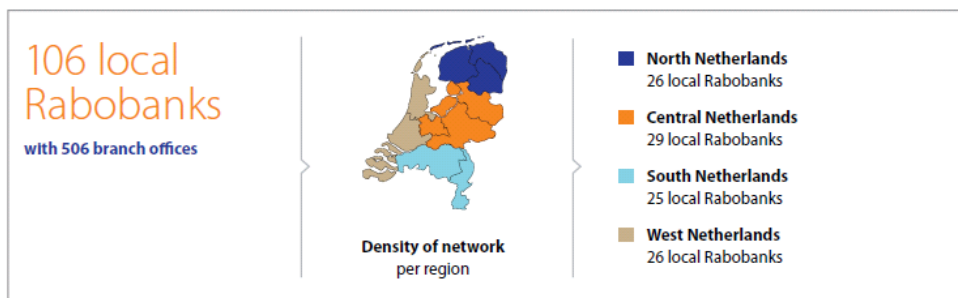 106 local
Rabobanks
with 506 branch offices
Density of network
per region
North Netherlands
26 local Rabobanks
Central Netherlands
29 local Rabobanks
South Netherlands
25 local Rabobanks
West Netherlands
26 local Rabobanks